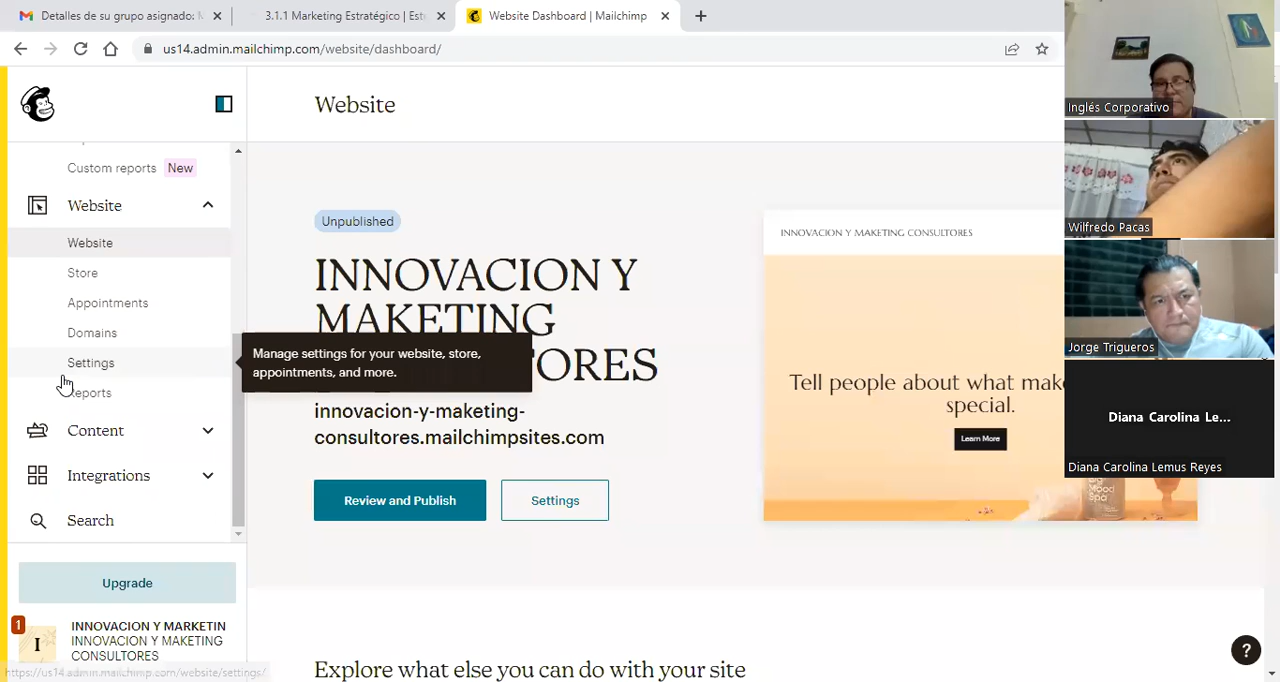 Detalles de su grupo asignado:
3.1.1 Marketing Estratégico | Est
Website Dashboard | Mailchimp
us14.admin.mailchimp.com/website/dashboard/
Website
Custom reports New
Website
Website
Store
Appointments
Domains
Settings
Reports
Content
Integrations
Search
Upgrade
1
I
INNOVACION Y MARKETIN
INNOVACION Y MAKETING
CONSULTORES
https://us14.admin.mailchimp.com/website/settings/
Manage settings for your website, store,
appointments, and more.
Unpublished
INNOVACION Y
MAKETING
innovacion-y-maketing-
consultores.mailchimpsites.com
Review and Publish
Settings
INNOVACION Y MAKETING CONSULTORES
Tell people about what
special.
Learn More
Explore what else you can do with your site
?
Inglés Corporativo
Wilfredo Pacas
Jorge Trigueros
Diana Carolina Le...
Diana Carolina Lemus Reyes